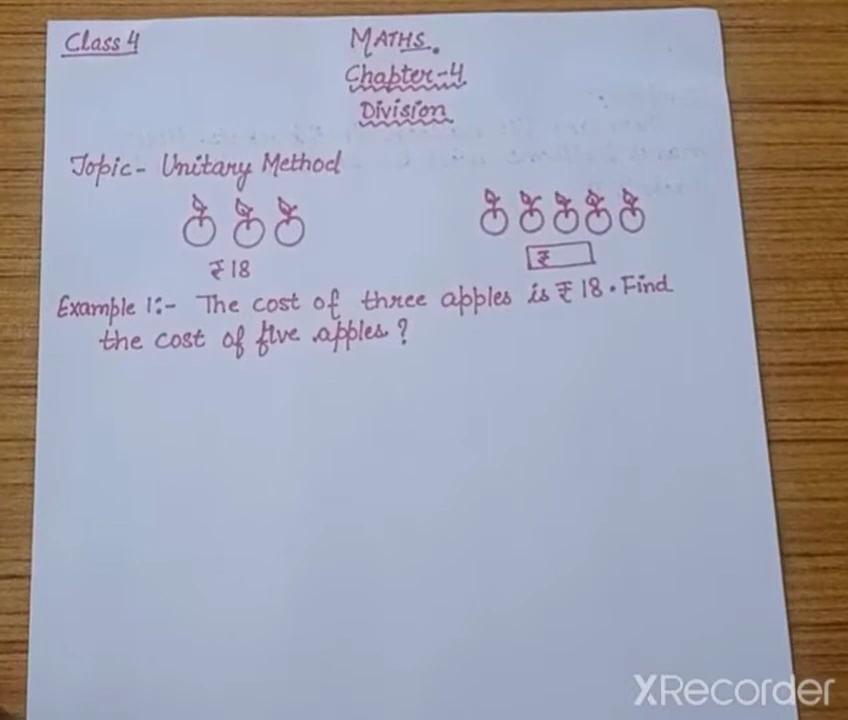 Class 4
MATHS.
Chapter-4
Division
Topic- Unitary Method
₹ 18
₹
Example 1:- The cost of three apples is ₹ 18. Find
the cost of five apples ?
XRecorder